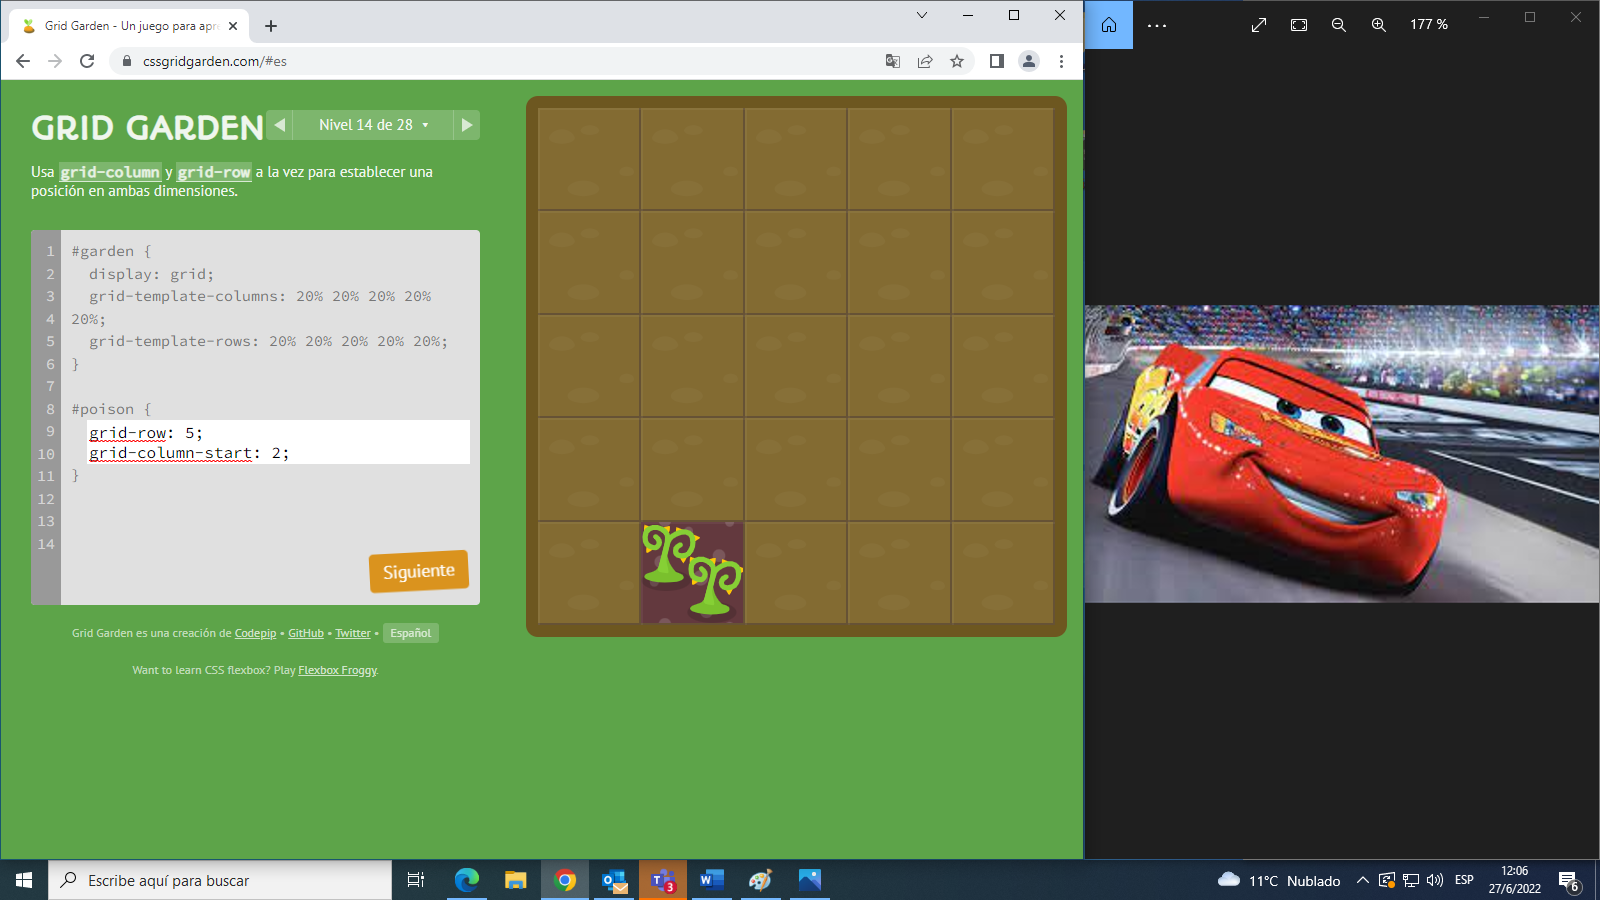 Grid Garden - Un juego para apre
cssgridgarden.com/#es
177 %
GRID GARDEN
Nivel 14 de 28
Usa grid-column y grid-row a la vez para establecer una
posición en ambas dimensiones.
1 #garden {
2 display: grid;
3 grid-template-columns: 20% 20% 20% 20%
4 20%;
5 grid-template-rows: 20% 20% 20% 20% 20%;
6 }
7
8 #poison {
9 grid-row: 5;
10 grid-column-start: 2;
11 }
12
13
14
Siguiente
Grid Garden es una creación de Codepip • GitHub • Twitter • Español
Want to learn CSS flexbox? Play Flexbox Froggy.
Escribe aquí para buscar
3
11°C Nublado
ESP
12:06
27/6/2022
6